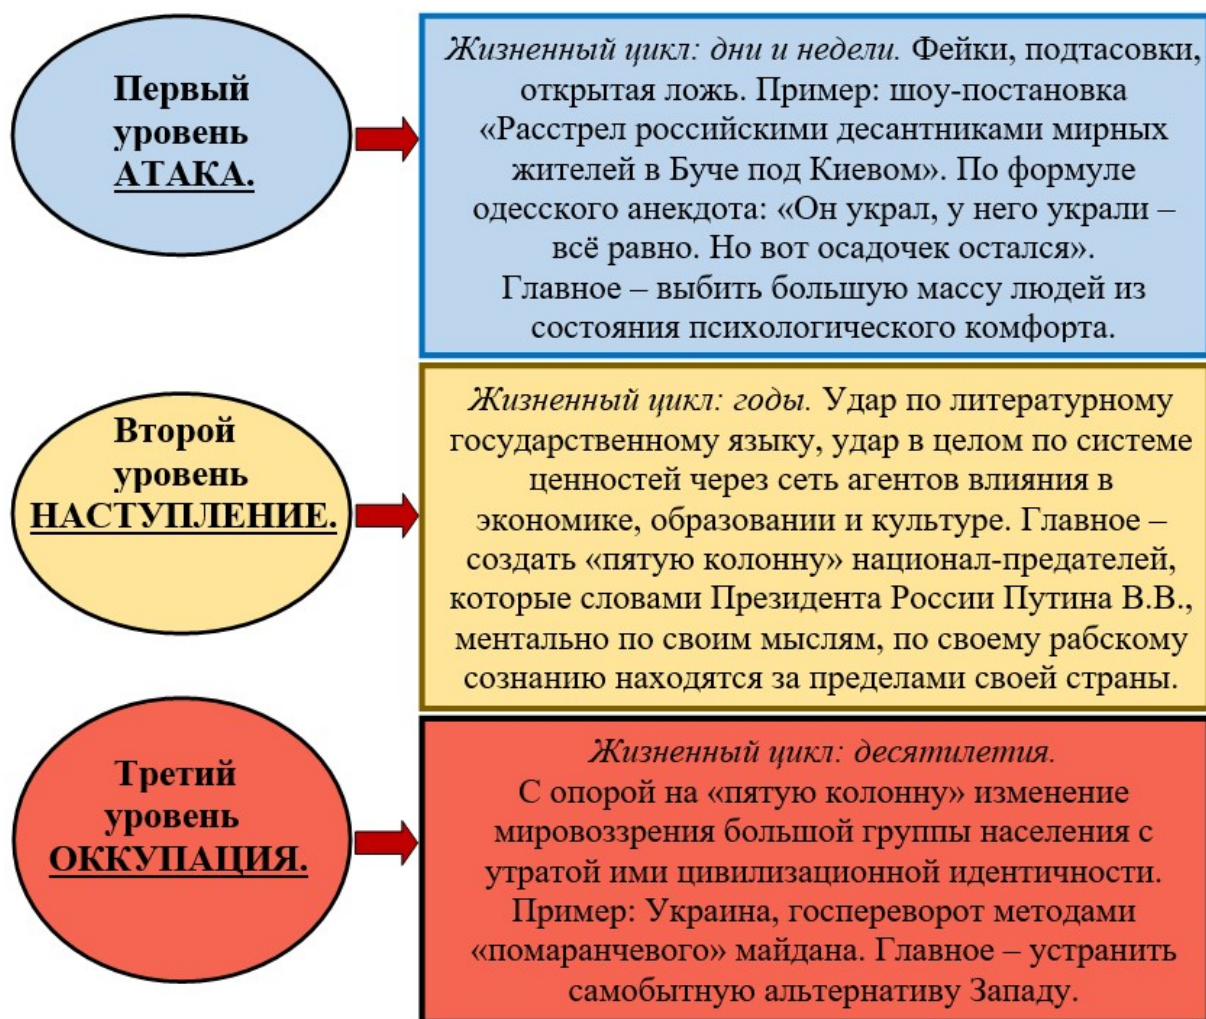 Первый
уровень
АТАКА.
Жизненный цикл: дни и недели. Фейки, подтасовки,
открытая ложь. Пример: шоу-постановка
«Расстрел российскими десантниками мирных
жителей в Буче под Киевом». По формуле
одесского анекдота: «Он украл, у него украли –
всё равно. Но вот осадочек остался».
Главное – выбить большую массу людей из
состояния психологического комфорта.
Второй
уровень
НАСТУПЛЕНИЕ.
Жизненный цикл: годы. Удар по литературному
государственному языку, удар в целом по системе
ценностей через сеть агентов влияния в
экономике, образовании и культуре. Главное –
создать «пятую колонну» национал-предателей,
которые словами Президента России Путина В.В.,
ментально по своим мыслям, по своему рабскому
сознанию находятся за пределами своей страны.
Третий
уровень
ОККУПАЦИЯ.
Жизненный цикл: десятилетия.
С опорой на «пятую колонну» изменение
мировоззрения большой группы населения с
утратой ими цивилизационной идентичности.
Пример: Украина, госпереворот методами
«помаранчевого» майдана. Главное – устранить
самобытную альтернативу Западу.